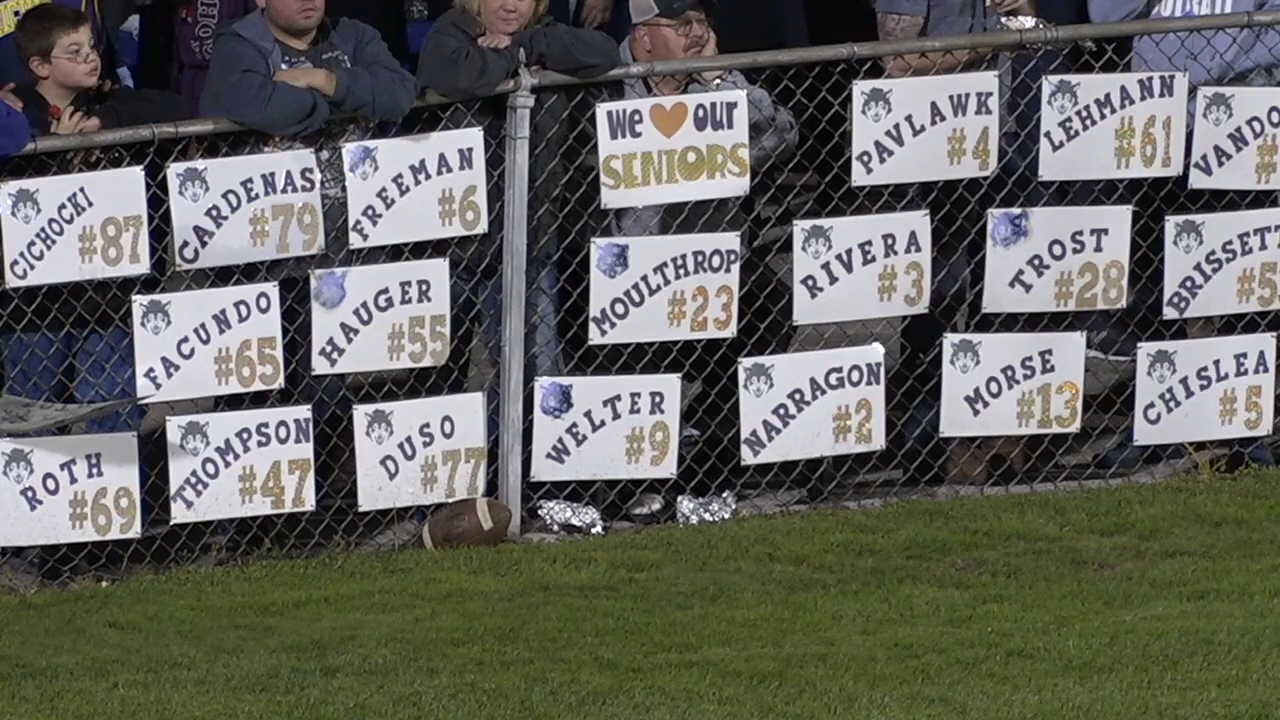 CICHOCKI
#87
CARDENAS
#79
FREEMAN
#6
We our
SENIORS
PAVLAWK
#4
LEHMANN
#61
FACUNDO
#65
HAUGER
#55
MOULTHROP
#23
RIVERA
#3
TROST
#28
ROTH
#69
THOMPSON
#47
DUSO
#77
WELTER
#9
NARRAGON
#2
MORSE
#13
CHISLEA
#5